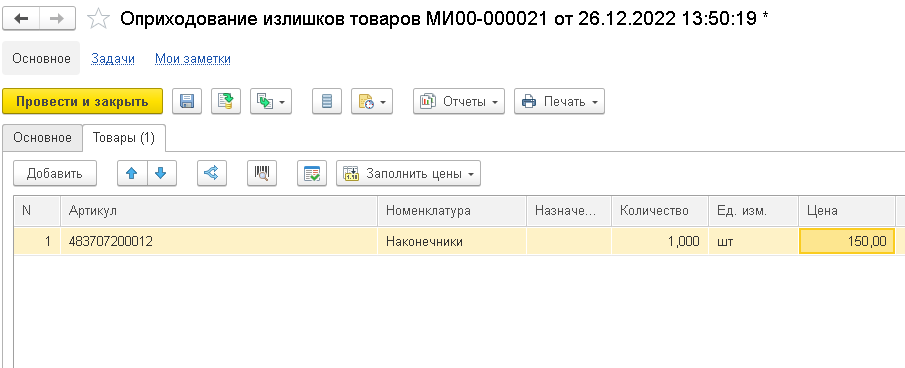 Оприходование излишков товаров МИ00-000021 от 26.12.2022 13:50:19 *
Основное Задачи Мои заметки
Провести и закрыть Отчеты Печать
Основное Товары (1)
Добавить Заполнить цены
N Артикул Номенклатура Назначе... Количество Ед. изм. Цена
1 483707200012 Наконечники 1,000 шт 150,00